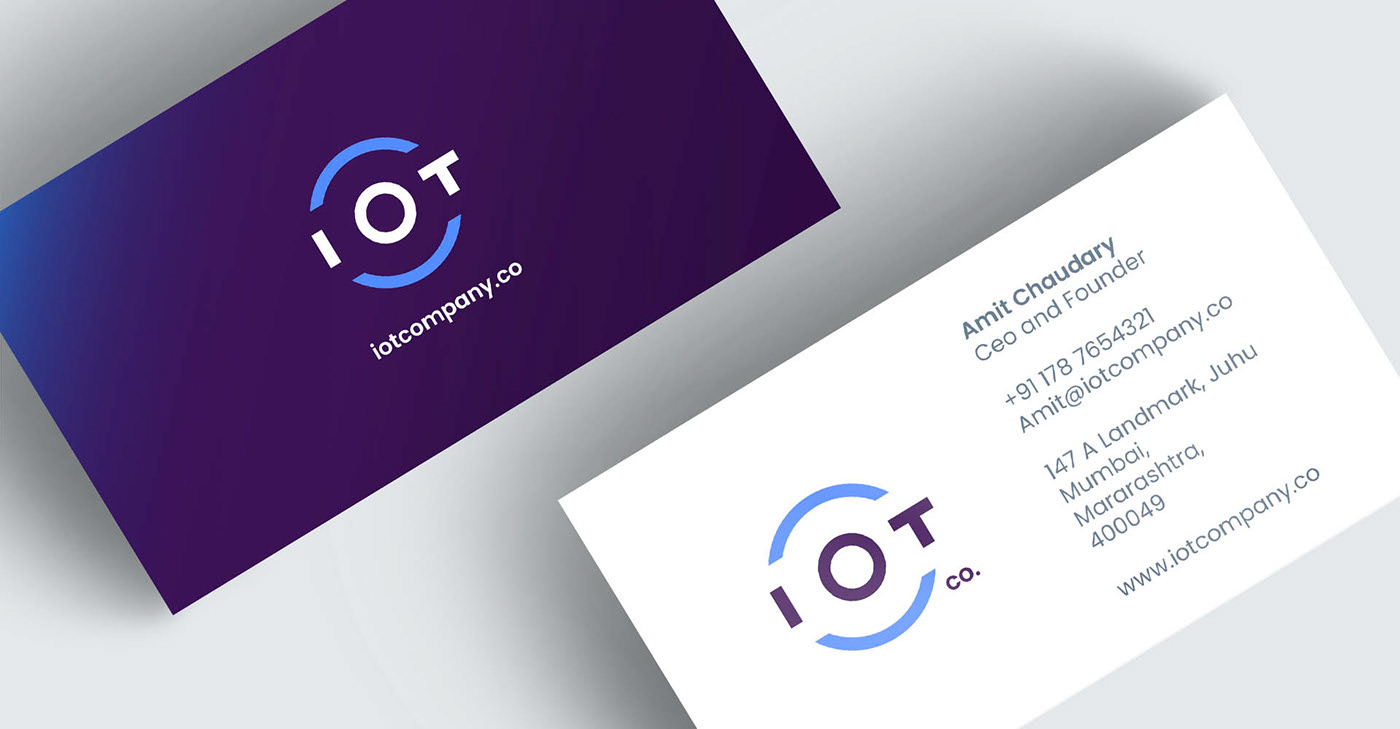 IOT
iotcompany.co
Amit Chaudary
Ceo and Founder
+91 178 7654321
Amit@iotcompany.co
147 A Landmark, Juhu
Mumbai,
Mararashtra,
400049
www.iotcompany.co
IOT
co.